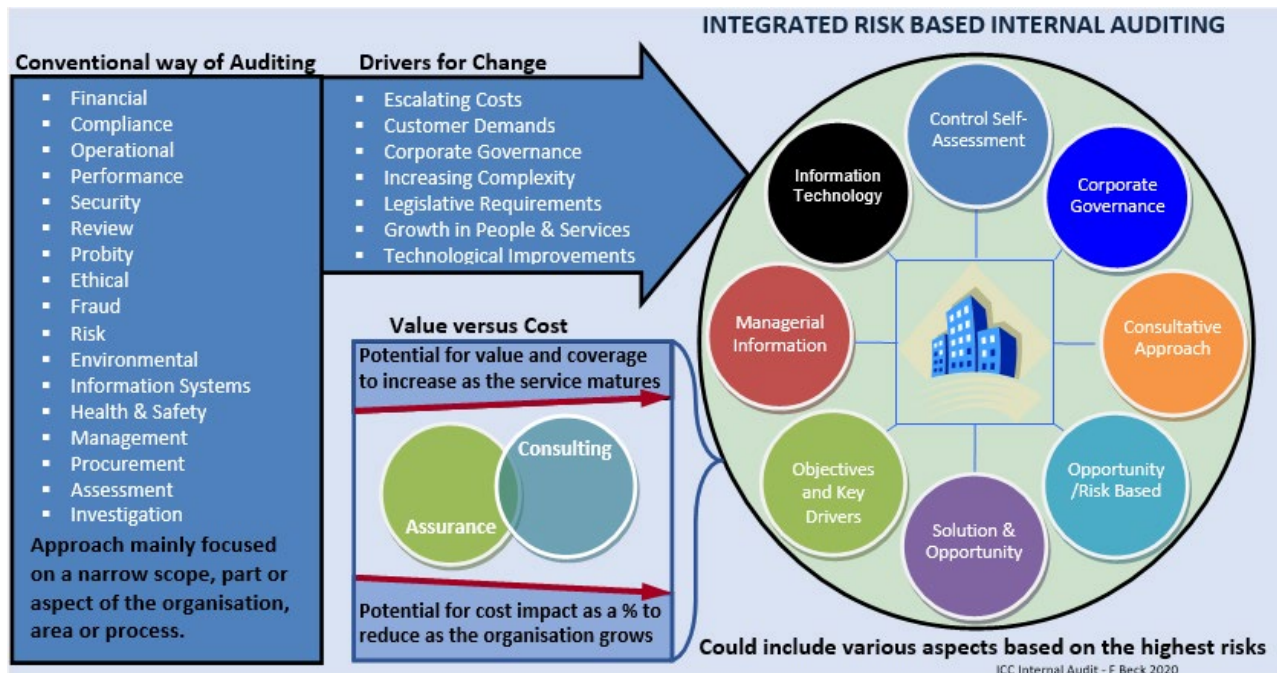 INTEGRATED RISK BASED INTERNAL AUDITING
Conventional way of Auditing
Financial
Compliance
Operational
Performance
Security
Review
Probity
Ethical
Fraud
Risk
Environmental
Information Systems
Health & Safety
Management
Procurement
Assessment
Investigation
Approach mainly focused
on a narrow scope, part or
aspect of the organisation,
area or process.
Drivers for Change
Escalating Costs
Customer Demands
Corporate Governance
Increasing Complexity
Legislative Requirements
Growth in People & Services
Technological Improvements
Value versus Cost
Potential for value and coverage
to increase as the service matures
Consulting
Assurance
Potential for cost impact as a % to
reduce as the organisation grows
Control Self-
Assessment
Corporate
Governance
Consultative
Approach
Opportunity
/Risk Based
Solution &
Opportunity
Objectives
and Key
Drivers
Managerial
Information
Information
Technology
Could include various aspects based on the highest risks
ICC Internal Audit - F Beck 2020